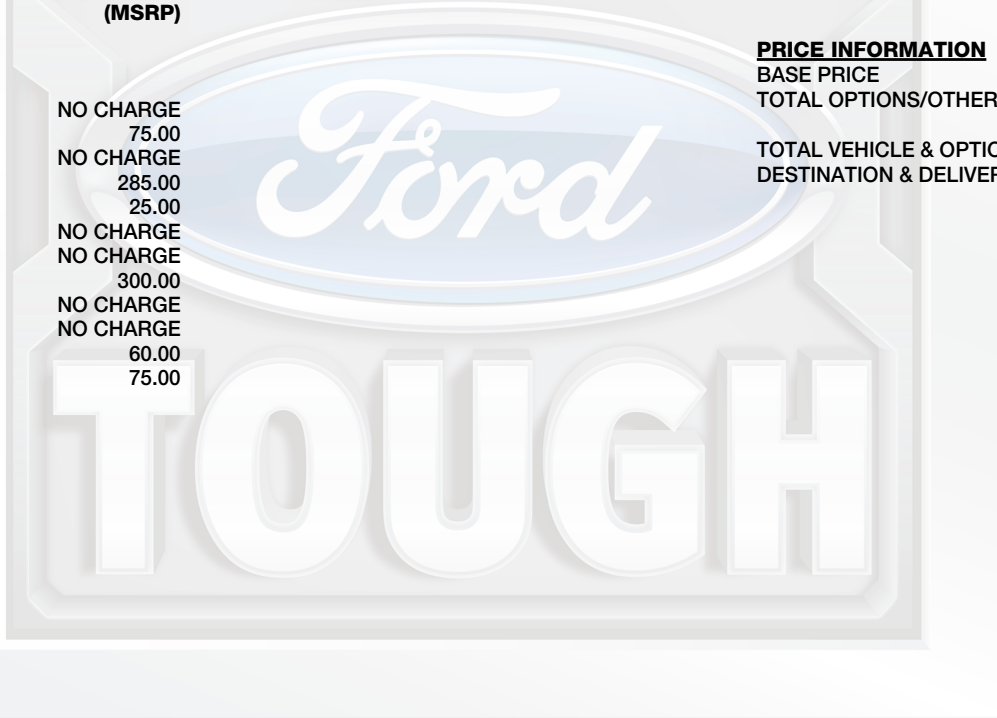 (MSRP)
NO CHARGE
75.00
NO CHARGE
285.00
25.00
NO CHARGE
NO CHARGE
300.00
NO CHARGE
NO CHARGE
60.00
75.00
PRICE INFORMATION
BASE PRICE
TOTAL OPTIONS/OTHER
TOTAL VEHICLE & OPTIO
DESTINATION & DELIVER
Ford
TOUGH